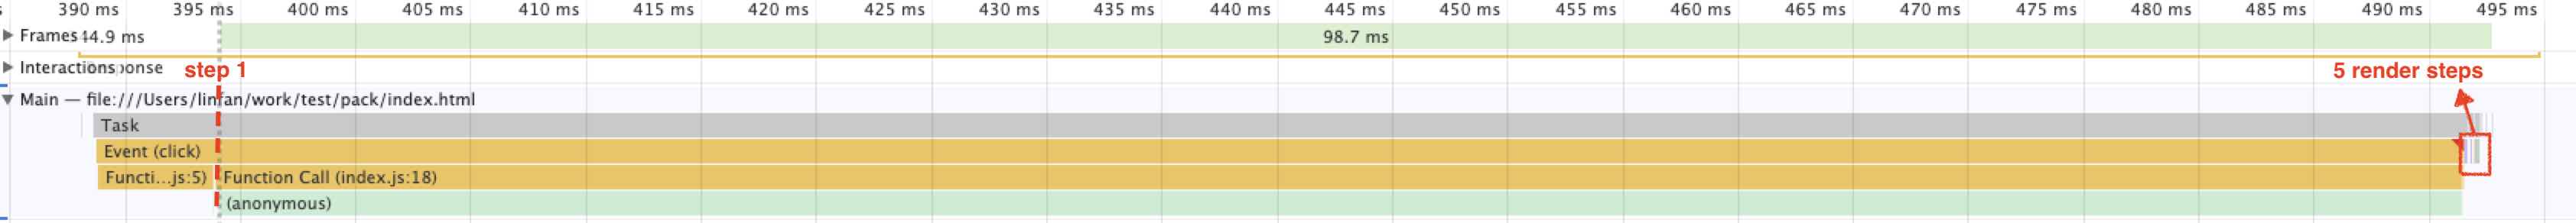 390 ms 395 ms 400 ms 405 ms 410 ms 415 ms 420 ms 425 ms 430 ms 435 ms 440 ms 445 ms 450 ms 455 ms 460 ms 465 ms 470 ms 475 ms 480 ms 485 ms 490 ms 495 ms
Frames 44.9 ms 98.7 ms
Interactions ponse
step 1 5 render steps
Main — file:///Users/linfan/work/test/pack/index.html
Task
Event (click)
Functi...js:5) Function Call (index.js:18)
(anonymous)